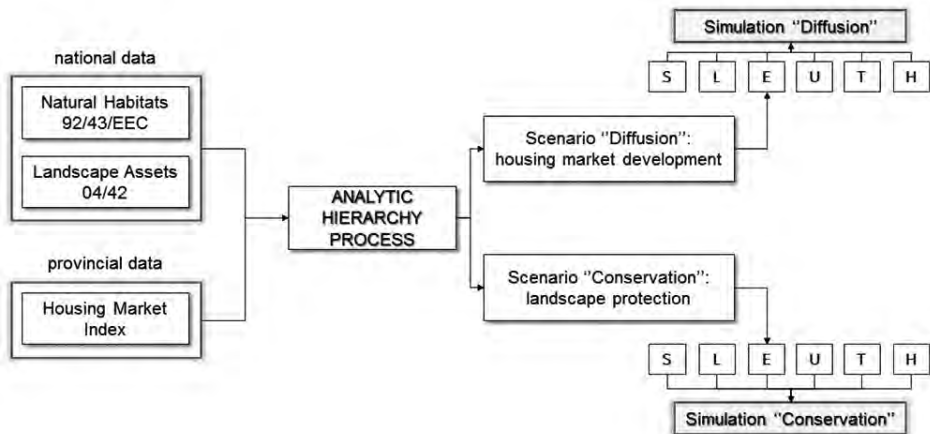 national data
Natural Habitats
92/43/EEC
Landscape Assets
04/42
provincial data
Housing Market
Index
ANALYTIC
HIERARCHY
PROCESS
Scenario "Diffusion":
housing market development
Scenario "Conservation":
landscape protection
Simulation "Diffusion"
S L E U T H
S L E U T H
Simulation "Conservation"